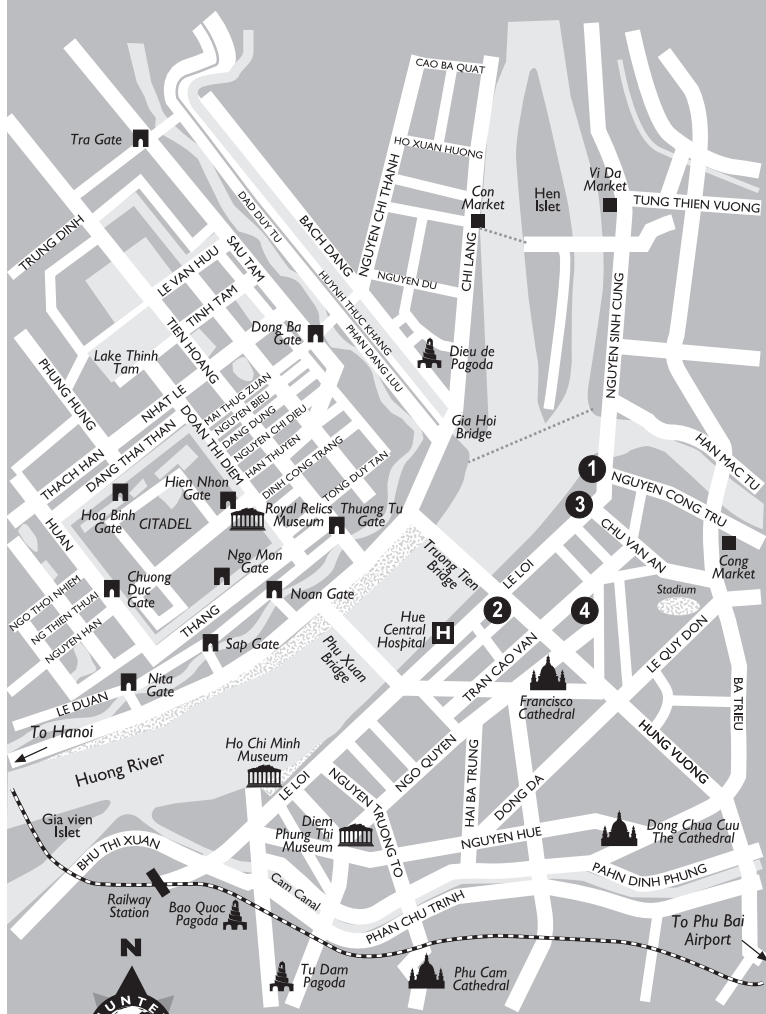 CAO BA QUAT
Tra Gate
HO XUAN HUONG
NGUYEN CHI THANH
Con
Market
Hen
Islet
Vi Da
Market
TUNG THIEN VUONG
TRUNG DINH
DAD DUY TU
BACH DANG
SAU TAM
LE VAN HUU
TINH TAM
TIEN HOANG
HUYNH THUC KHANG
PHAN DANG LUU
NGUYEN DU
CHI LANG
NGUYEN SINH CUNG
Dong Ba
Gate
Lake Thinh
Tam
Dieu de
Pagoda
PHUNG HUNG
NHAT LE
DOAN THI DIEM
MAI THUG ZUAN
NGUYEN BIEU
DANG DUNG
NGUYEN CHI DIEU
HAN THUYEN
DINH CONG TRANG
TONG DUY TAN
Gia Hoi
Bridge
HAN MAC TU
THACH HAN
DANG THAI THAN
Hien Nhon
Gate
1
NGUYEN CONG TRU
Hoa Binh
Gate
CITADEL
Royal Relics
Museum
Thuang Tu
Gate
3
CHU VAN AN
HUAN
Ngo Mon
Gate
Truong Tien
Bridge
LE LOI
Cong
Market
Chuong
Duc
Gate
Noan Gate
Stadium
NGO THOI NHIEM
NG THIEN THUAI
NGUYEN HAN
THANG
Hue
Central
Hospital
H
2
4
Sap Gate
Phu Xuan
Bridge
TRAN CAO VAN
LE QUY DON
Nita
Gate
LE DUAN
Francisco
Cathedral
BA TRIEU
To Hanoi
HUNG VUONG
Ho Chi Minh
Museum
Huong River
LE LOI
NGUYEN TRUONG TO
NGO QUYEN
HAI BA TRUNG
DONG DA
Gia vien
Islet
Diem
Phung Thi
Museum
NGUYEN HUE
Dong Chua Cuu
The Cathedral
BHU THI XUAN
PAHN DINH PHUNG
Railway
Station
Bao Quoc
Pagoda
Cam Canal
PHAN CHU TRINH
To Phu Bai
Airport
N
Tu Dam
Pagoda
Phu Cam
Cathedral